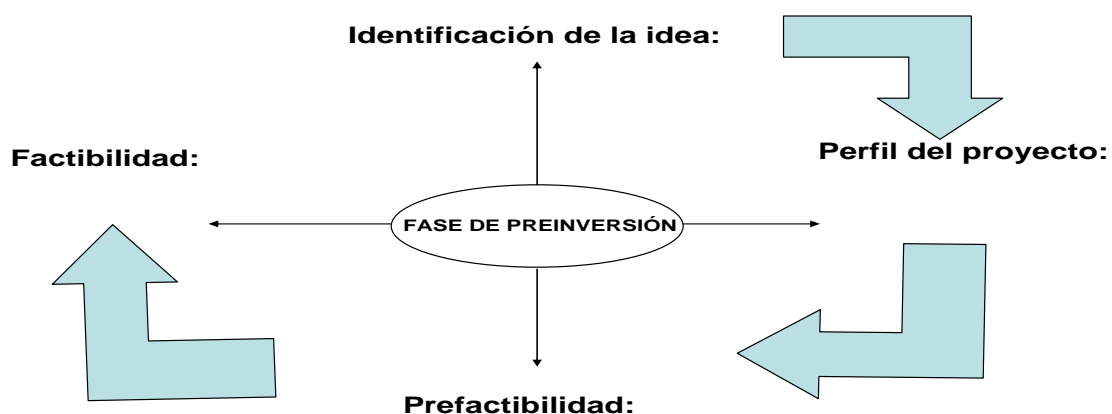 Identificación de la idea:
Perfil del proyecto:
Factibilidad:
FASE DE PREINVERSIÓN
Prefactibilidad: